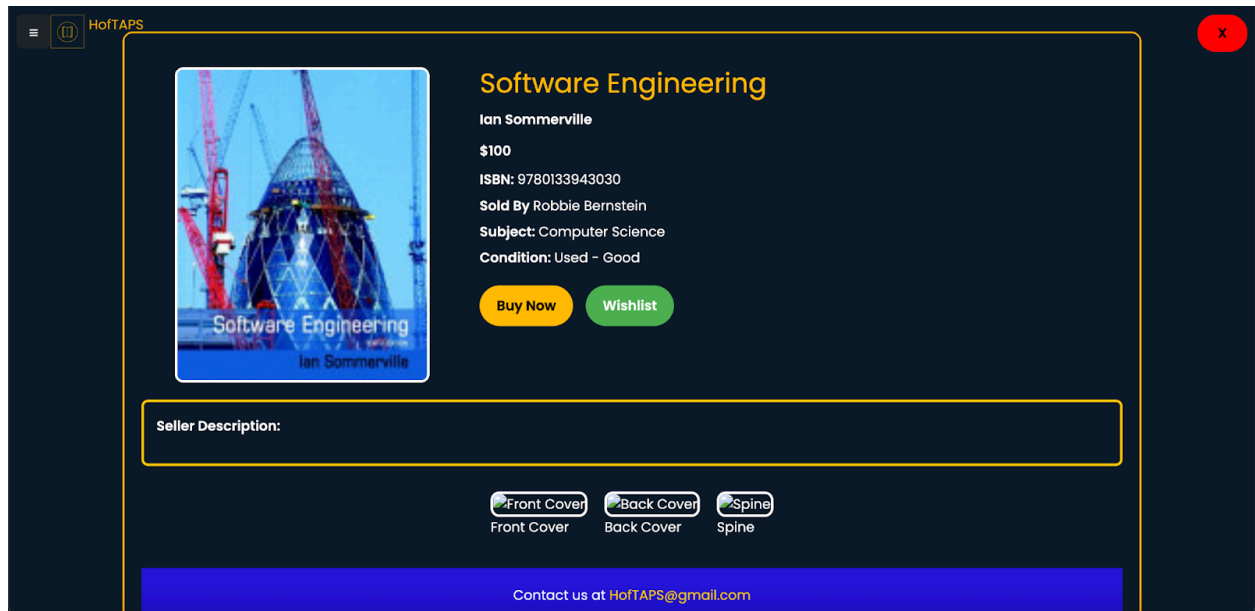 ≡
HofTAPS
X
Software Engineering
Ian Sommerville
$100
ISBN: 9780133943030
Sold By Robbie Bernstein
Subject: Computer Science
Condition: Used - Good
Buy Now
Wishlist
Software Engineering
Ian Sommerville
Seller Description:
Front Cover
Back Cover
Spine
Front Cover
Back Cover
Spine
Contact us at HofTAPS@gmail.com